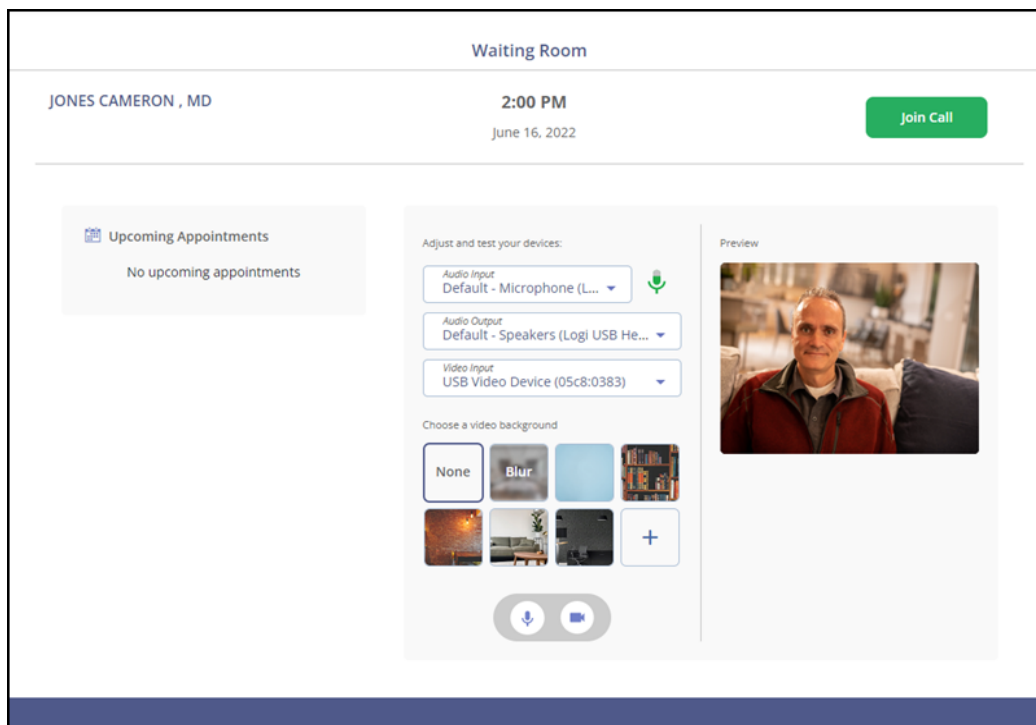 Waiting Room
JONES CAMERON , MD
2:00 PM
June 16, 2022
Join Call
Upcoming Appointments
No upcoming appointments
Adjust and test your devices:
Audio Input
Default - Microphone (L...
Audio Output
Default - Speakers (Logi USB He...
Video Input
USB Video Device (05c8:0383)
Choose a video background
None
Blur
+
Preview